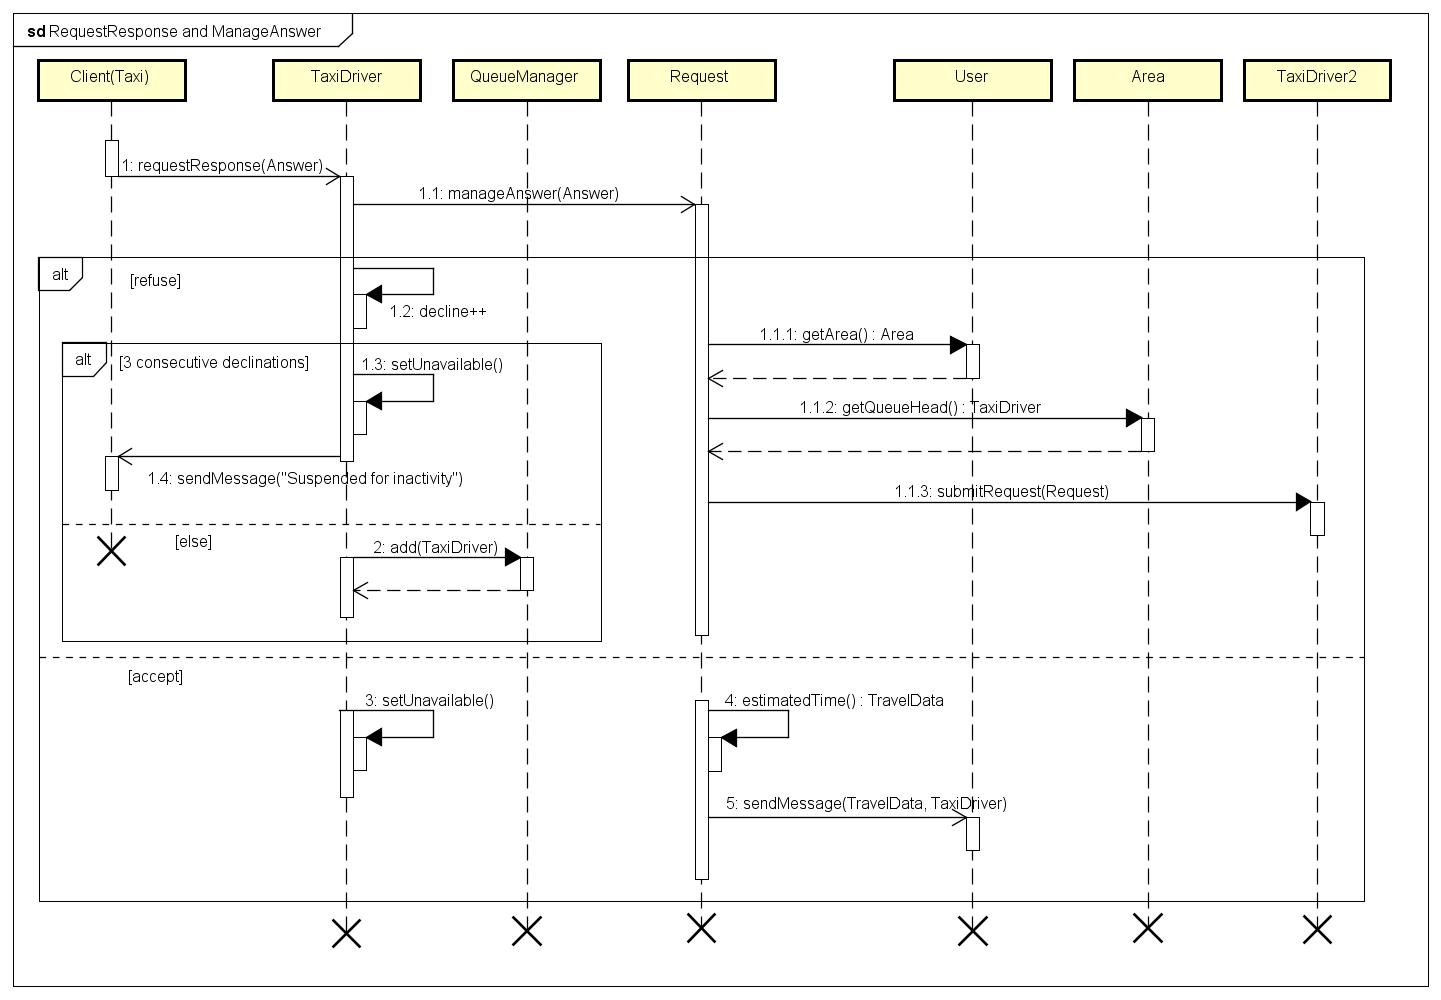 sd RequestResponse and ManageAnswer
Client(Taxi)
TaxiDriver
QueueManager
Request
User
Area
TaxiDriver2
1: requestResponse(Answer)
1.1: manageAnswer(Answer)
alt
[refuse]
1.2: decline++
1.1.1: getArea() : Area
alt
[3 consecutive declinations]
1.3: setUnavailable()
1.1.2: getQueueHead() : TaxiDriver
1.4: sendMessage("Suspended for inactivity")
1.1.3: submitRequest(Request)
[else]
2: add(TaxiDriver)
[accept]
3: setUnavailable()
4: estimatedTime() : TravelData
5: sendMessage(TravelData, TaxiDriver)